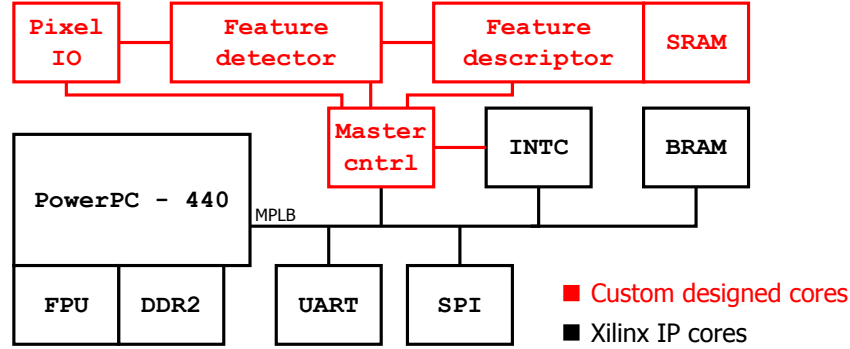 Pixel
IO
Feature
detector
Feature
descriptor
SRAM
Master
cntrl
INTC
BRAM
PowerPC - 440
MPLB
FPU
DDR2
UART
SPI
Custom designed cores
Xilinx IP cores